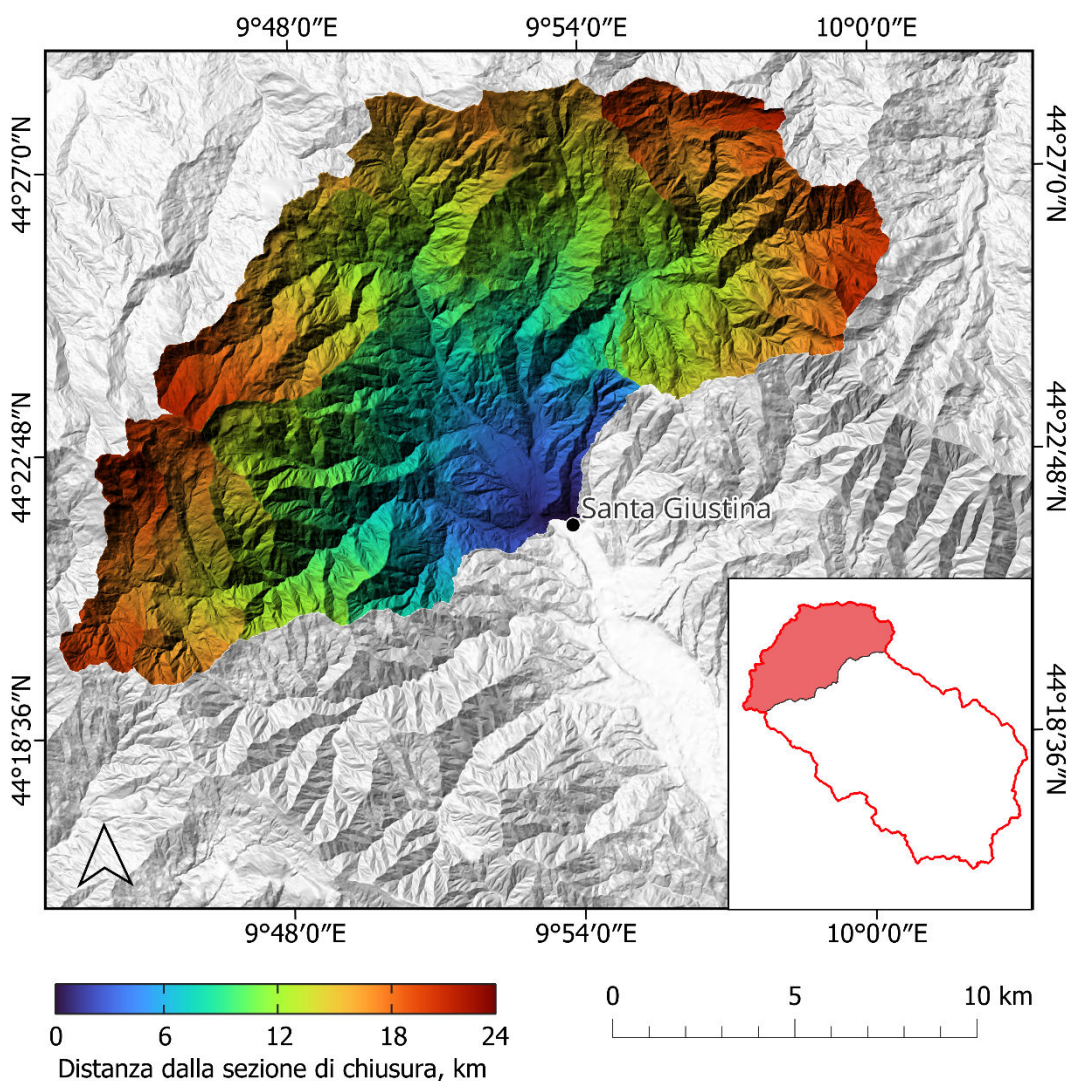 9°48′0″E 9°54′0″E 10°0′0″E
44°27′0″N 44°27′0″N
44°22′48″N 44°22′48″N
Santa Giustina
44°18′36″N 44°18′36″N
9°48′0″E 9°54′0″E 10°0′0″E
0 5 10 km
0 6 12 18 24
Distanza dalla sezione di chiusura, km